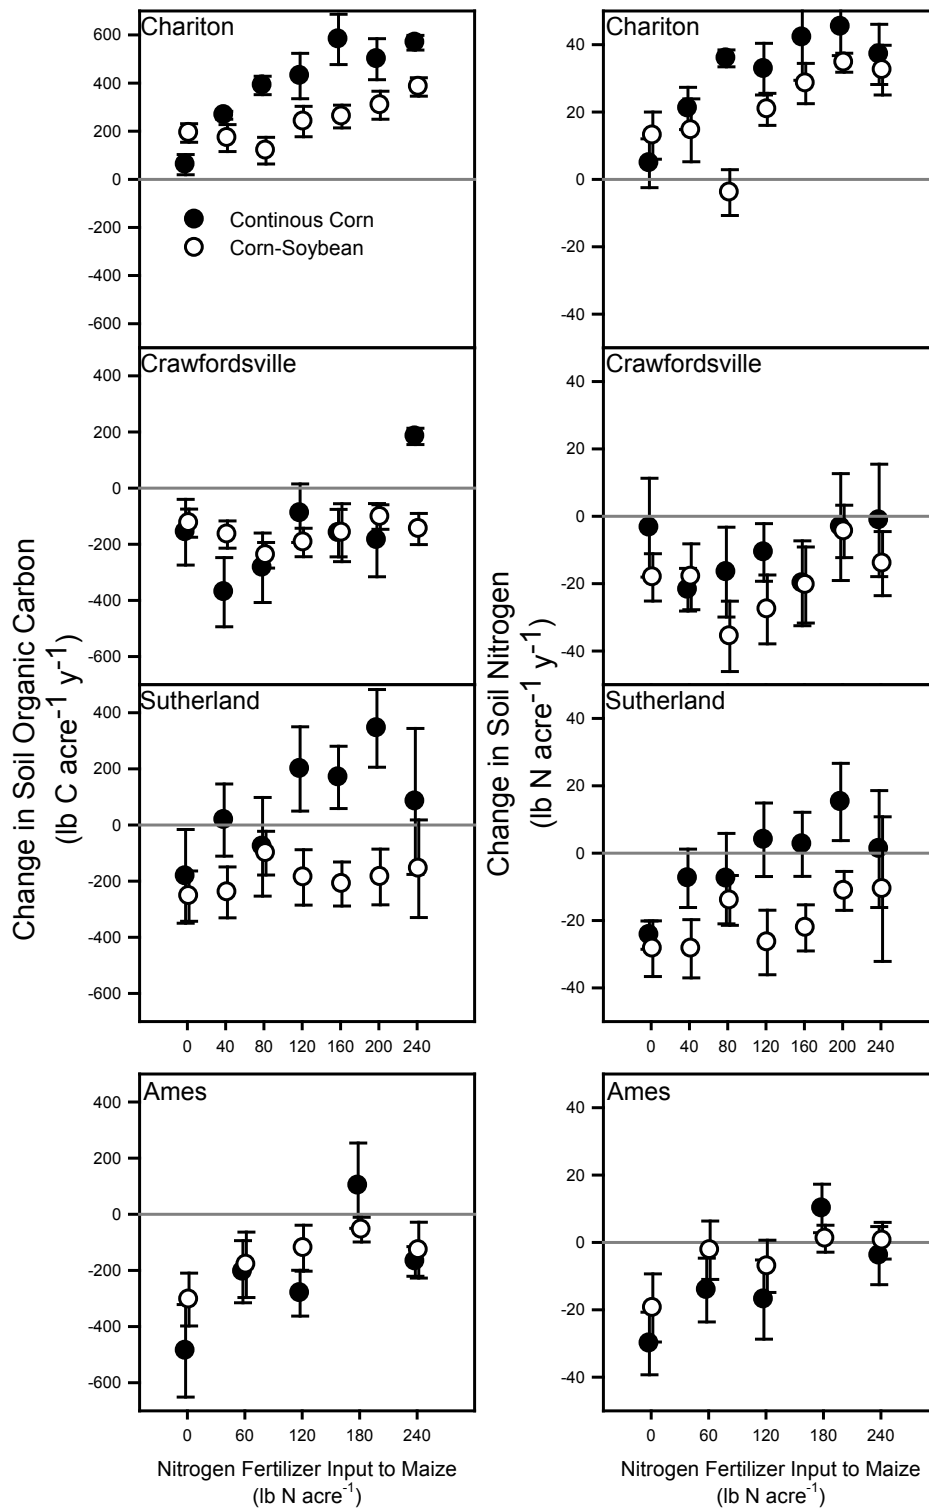 Chariton
600
400
200
0
-200
-400
-600
Continous Corn
Corn-Soybean
Crawfordsville
400
200
0
-200
-400
-600
Sutherland
400
200
0
-200
-400
-600
0 40 80 120 160 200 240
Ames
400
200
0
-200
-400
-600
0 60 120 180 240
Nitrogen Fertilizer Input to Maize
(lb N acre⁻¹)
Change in Soil Organic Carbon
(lb C acre⁻¹ y⁻¹)
Chariton
40
20
0
-20
-40
Crawfordsville
40
20
0
-20
-40
Sutherland
40
20
0
-20
-40
0 40 80 120 160 200 240
Ames
40
20
0
-20
-40
0 60 120 180 240
Nitrogen Fertilizer Input to Maize
(lb N acre⁻¹)
Change in Soil Nitrogen
(lb N acre⁻¹ y⁻¹)